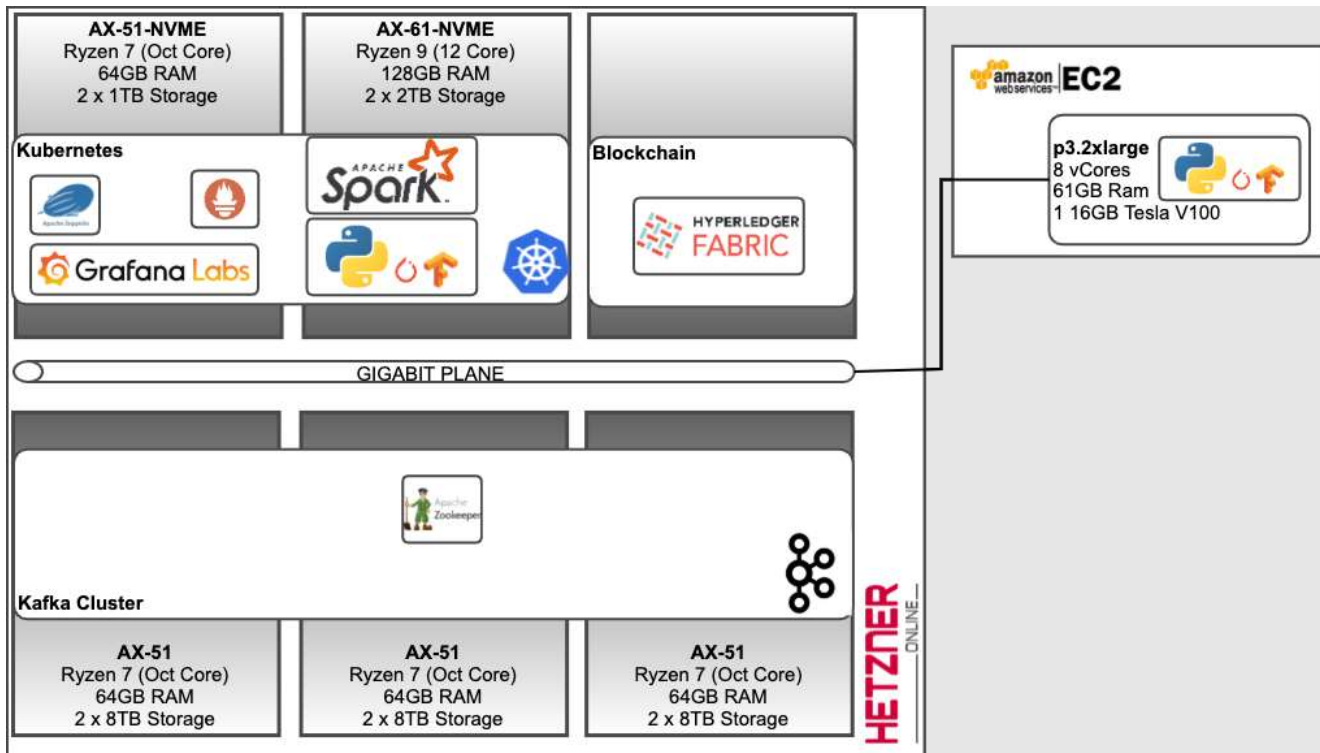 AX-51-NVME
Ryzen 7 (Oct Core)
64GB RAM
2 x 1TB Storage
AX-61-NVME
Ryzen 9 (12 Core)
128GB RAM
2 x 2TB Storage
Kubernetes
Apache Zeppelin
APACHE
Spark
Grafana Labs
Blockchain
HYPERLEDGER
FABRIC
amazon
webservices
EC2
p3.2xlarge
8 vCores
61GB Ram
1 16GB Tesla V100
GIGABIT PLANE
Apache
Zookeeper
Kafka Cluster
AX-51
Ryzen 7 (Oct Core)
64GB RAM
2 x 8TB Storage
AX-51
Ryzen 7 (Oct Core)
64GB RAM
2 x 8TB Storage
AX-51
Ryzen 7 (Oct Core)
64GB RAM
2 x 8TB Storage
HETZNER
ONLINE